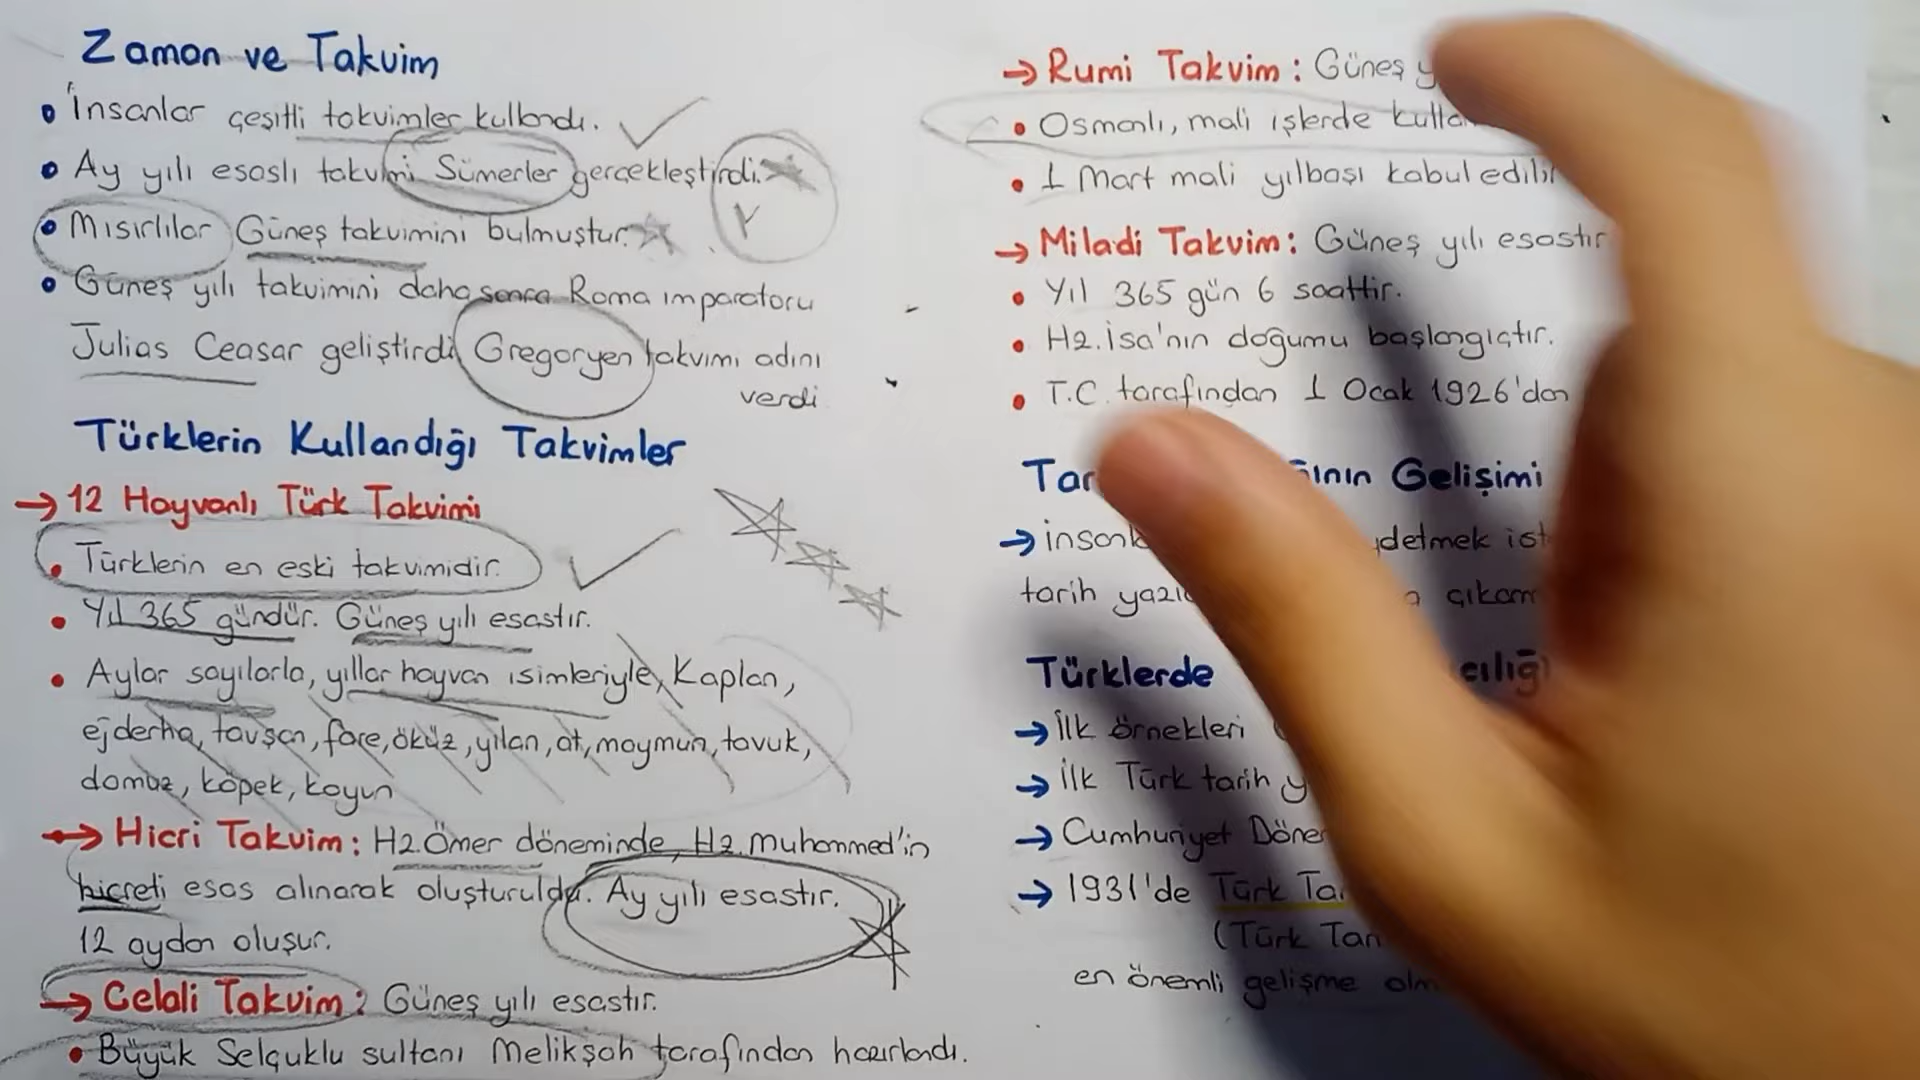 Zaman ve Takvim
• İnsanlar çeşitli takvimler kullandı.
• Ay yılı esaslı takvimi Sümerler gerçekleştirdi.
• Mısırlılar Güneş takvimini bulmuştur.
• Güneş yılı takvimini daha sonra Roma imparatoru
Julias Ceasar geliştirdi Gregoryen takvimi adını
verdi
Türklerin Kullandığı Takvimler
→ 12 Hayvanlı Türk Takvimi
• Türklerin en eski takvimidir.
• Yıl 365 gündür. Güneş yılı esastır.
• Aylar sayılarla, yıllar hayvan isimleriyle, Kaplan,
ejderha, tavşan, fare, öküz, yılan, at, maymun, tavuk,
domuz, köpek, koyun
→ Hicri Takvim: Hz. Ömer döneminde, Hz. Muhammed'in
hicreti esas alınarak oluşturuldu. Ay yılı esastır.
12 aydan oluşur.
→ Celali Takvim: Güneş yılı esastır.
• Büyük Selçuklu sultanı Melikşah tarafından hazırlandı.
→ Rumi Takvim: Güneş
• Osmanlı, mali işlerde
• 1 Mart mali yılbaşı kabul
→ Miladi Takvim: Güneş yılı esastır
• Yıl 365 gün 6 saattir.
• Hz. İsa'nın doğumu başlangıçtır.
• T.C. tarafından 1 Ocak 1926'dan
Gelişimi
→
tarih
Türklerde
→ İlk örnekleri
→ İlk Türk tarih
→ Cumhuriyet
→ 1931'de Türk
(Türk
en önemli gelişme